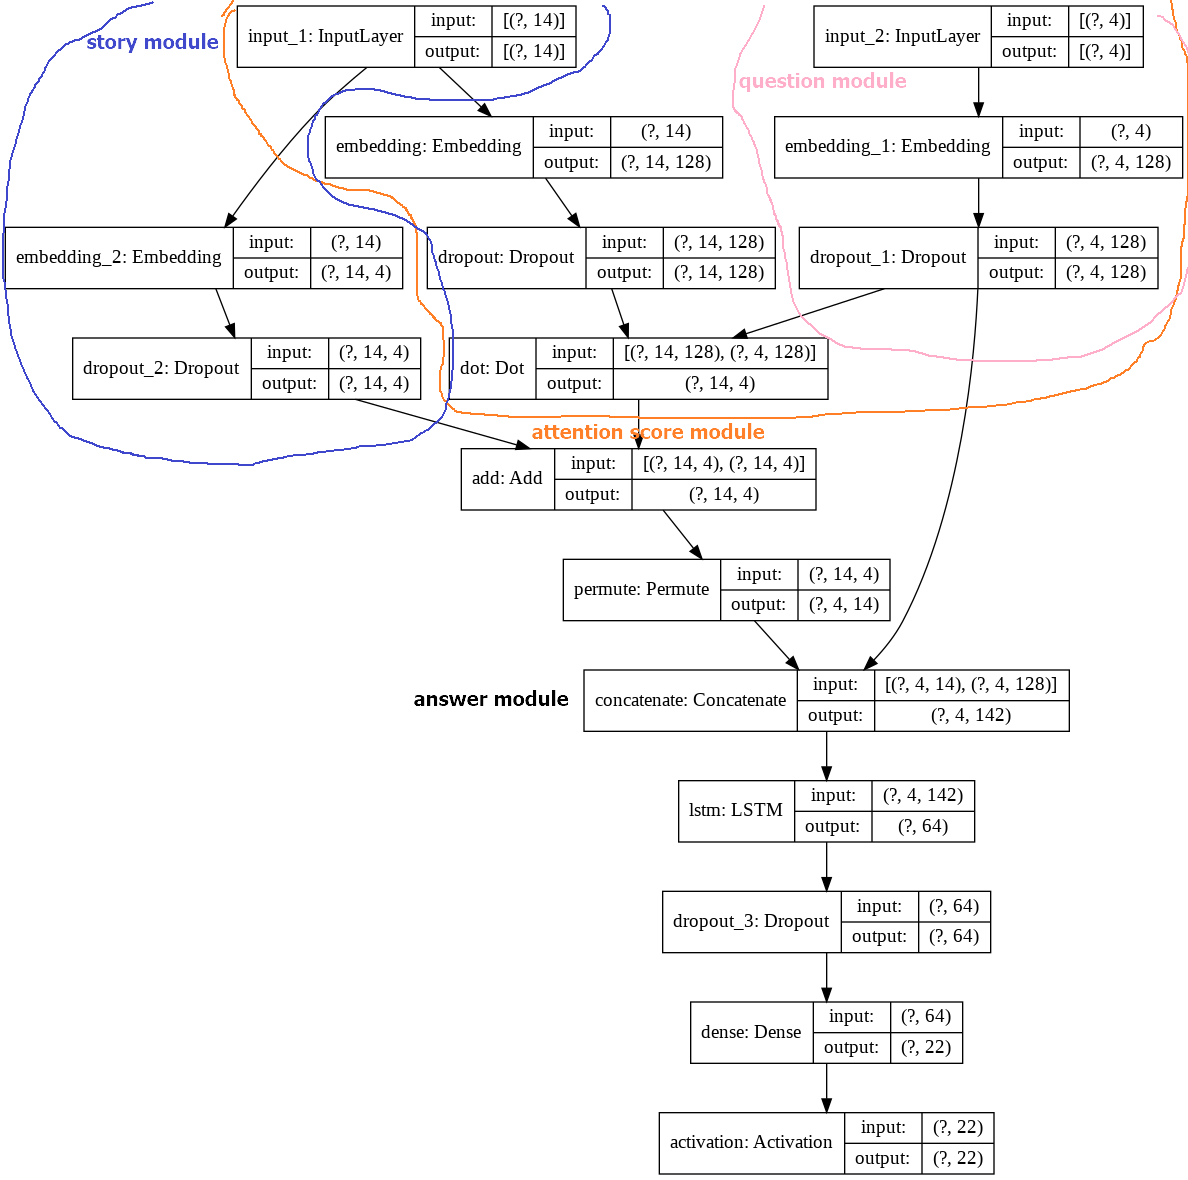 input_1: InputLayer
input:
[(?, 14)]
output:
[(?, 14)]
input_2: InputLayer
input:
[(?, 4)]
output:
[(?, 4)]
story module
question module
embedding: Embedding
input:
(?, 14)
output:
(?, 14, 128)
embedding_1: Embedding
input:
(?, 4)
output:
(?, 4, 128)
embedding_2: Embedding
input:
(?, 14)
output:
(?, 14, 4)
dropout: Dropout
input:
(?, 14, 128)
output:
(?, 14, 128)
dropout_1: Dropout
input:
(?, 4, 128)
output:
(?, 4, 128)
dropout_2: Dropout
input:
(?, 14, 4)
output:
(?, 14, 4)
dot: Dot
input:
[(?, 14, 128), (?, 4, 128)]
output:
(?, 14, 4)
attention score module
add: Add
input:
[(?, 14, 4), (?, 14, 4)]
output:
(?, 14, 4)
permute: Permute
input:
(?, 14, 4)
output:
(?, 4, 14)
answer module
concatenate: Concatenate
input:
[(?, 4, 14), (?, 4, 128)]
output:
(?, 4, 142)
lstm: LSTM
input:
(?, 4, 142)
output:
(?, 64)
dropout_3: Dropout
input:
(?, 64)
output:
(?, 64)
dense: Dense
input:
(?, 64)
output:
(?, 22)
activation: Activation
input:
(?, 22)
output:
(?, 22)